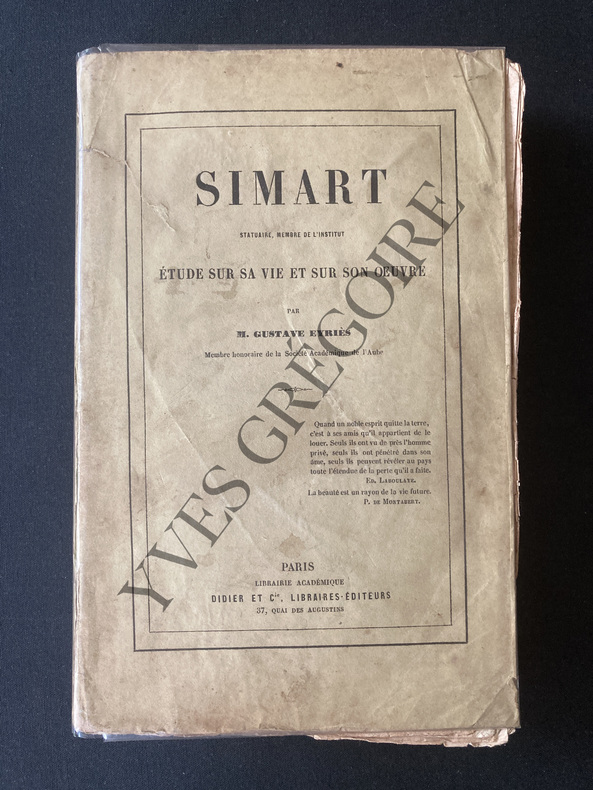 SIMART
STATUAIRE, MEMBRE DE L'INSTITUT
ÉTUDE SUR SA VIE ET SUR SON OEUVRE
PAR
M. GUSTAVE EYRIÈS
Membre honoraire de la Société Académique de l'Aube
Quand un noble esprit quitte la terre,
c'est à ses amis qu'il appartient de le
louer. Seuls ils ont vu de près l'homme
privé, seuls ils ont pénétré dans son
âme, seuls ils peuvent révéler au pays
toute l'étendue de la perte qu'il a faite.
ED. LABOULAYE.
La beauté est un rayon de la vie future.
P. DE MONTABERT.
PARIS
LIBRAIRIE ACADÉMIQUE
DIDIER ET Cie, LIBRAIRES-ÉDITEURS
37, QUAI DES AUGUSTINS
YVES GRÉGOIRE